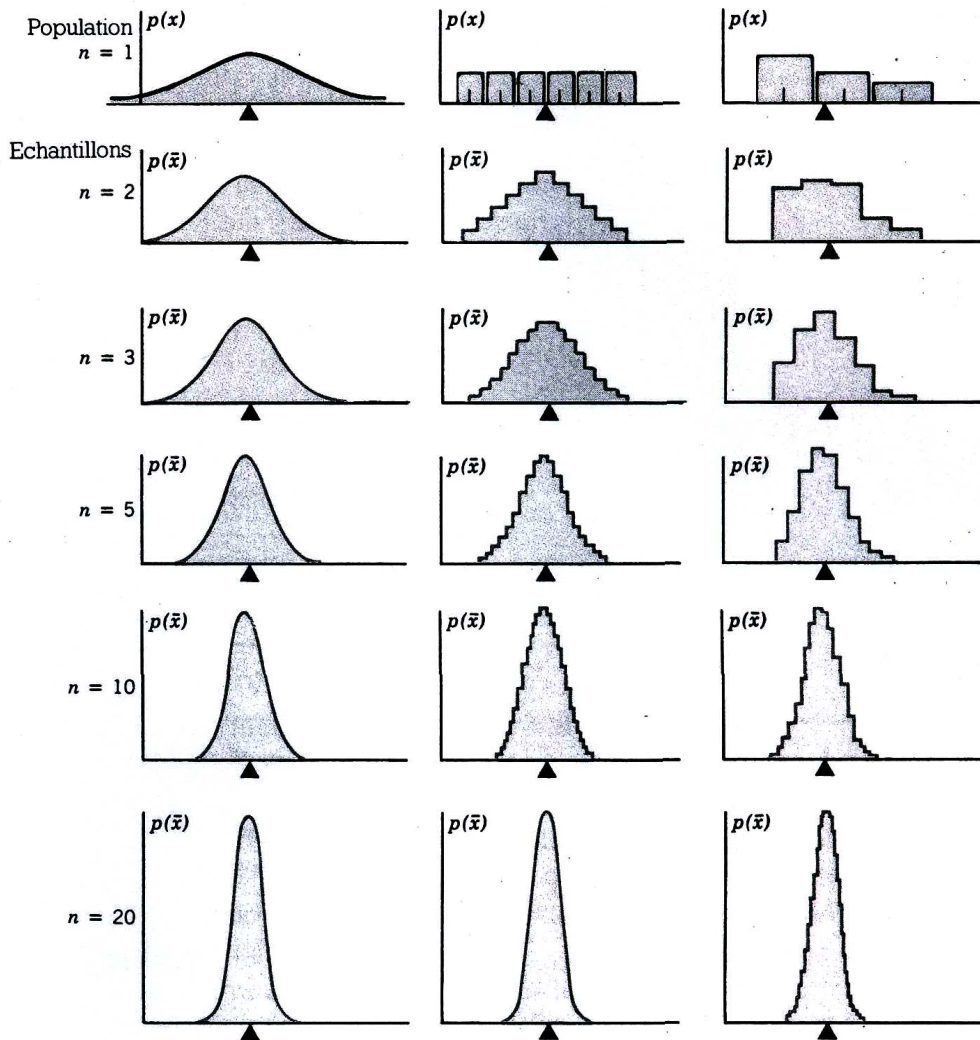 Population
n = 1
p(x)
p(x)
p(x)
Echantillons
n = 2
p(x̄)
p(x̄)
p(x̄)
n = 3
p(x̄)
p(x̄)
p(x̄)
n = 5
p(x̄)
p(x̄)
p(x̄)
n = 10
p(x̄)
p(x̄)
p(x̄)
n = 20
p(x̄)
p(x̄)
p(x̄)